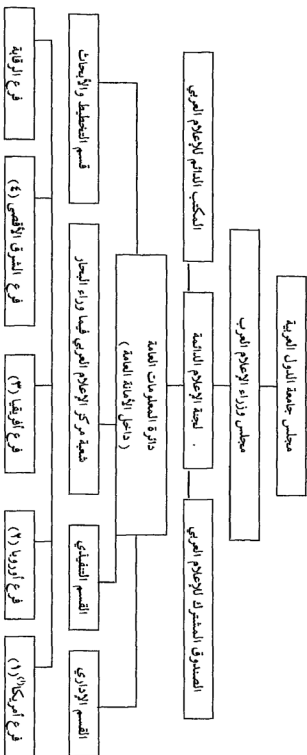 مجلس جامعة الدول العربية
مجلس وزراء الإعلام العرب
الصندوق المشترك للإعلام العربي
لجنة الإعلام الدائمة
المكتب الدائم للإعلام العربي
دائرة المعلومات العامة
( داخل الأمانة العامة )
القسم الإداري
القسم التنفيذي
شعبة مركز الإعلام العربي فيما وراء البحار
قسم التخطيط والأبحاث
فرع أمريكا(١) (١)
فرع أوروبا (٢)
فرع أفريقيا (٣)
فرع الشرق الأقصى (٤)
فرع الرقابة